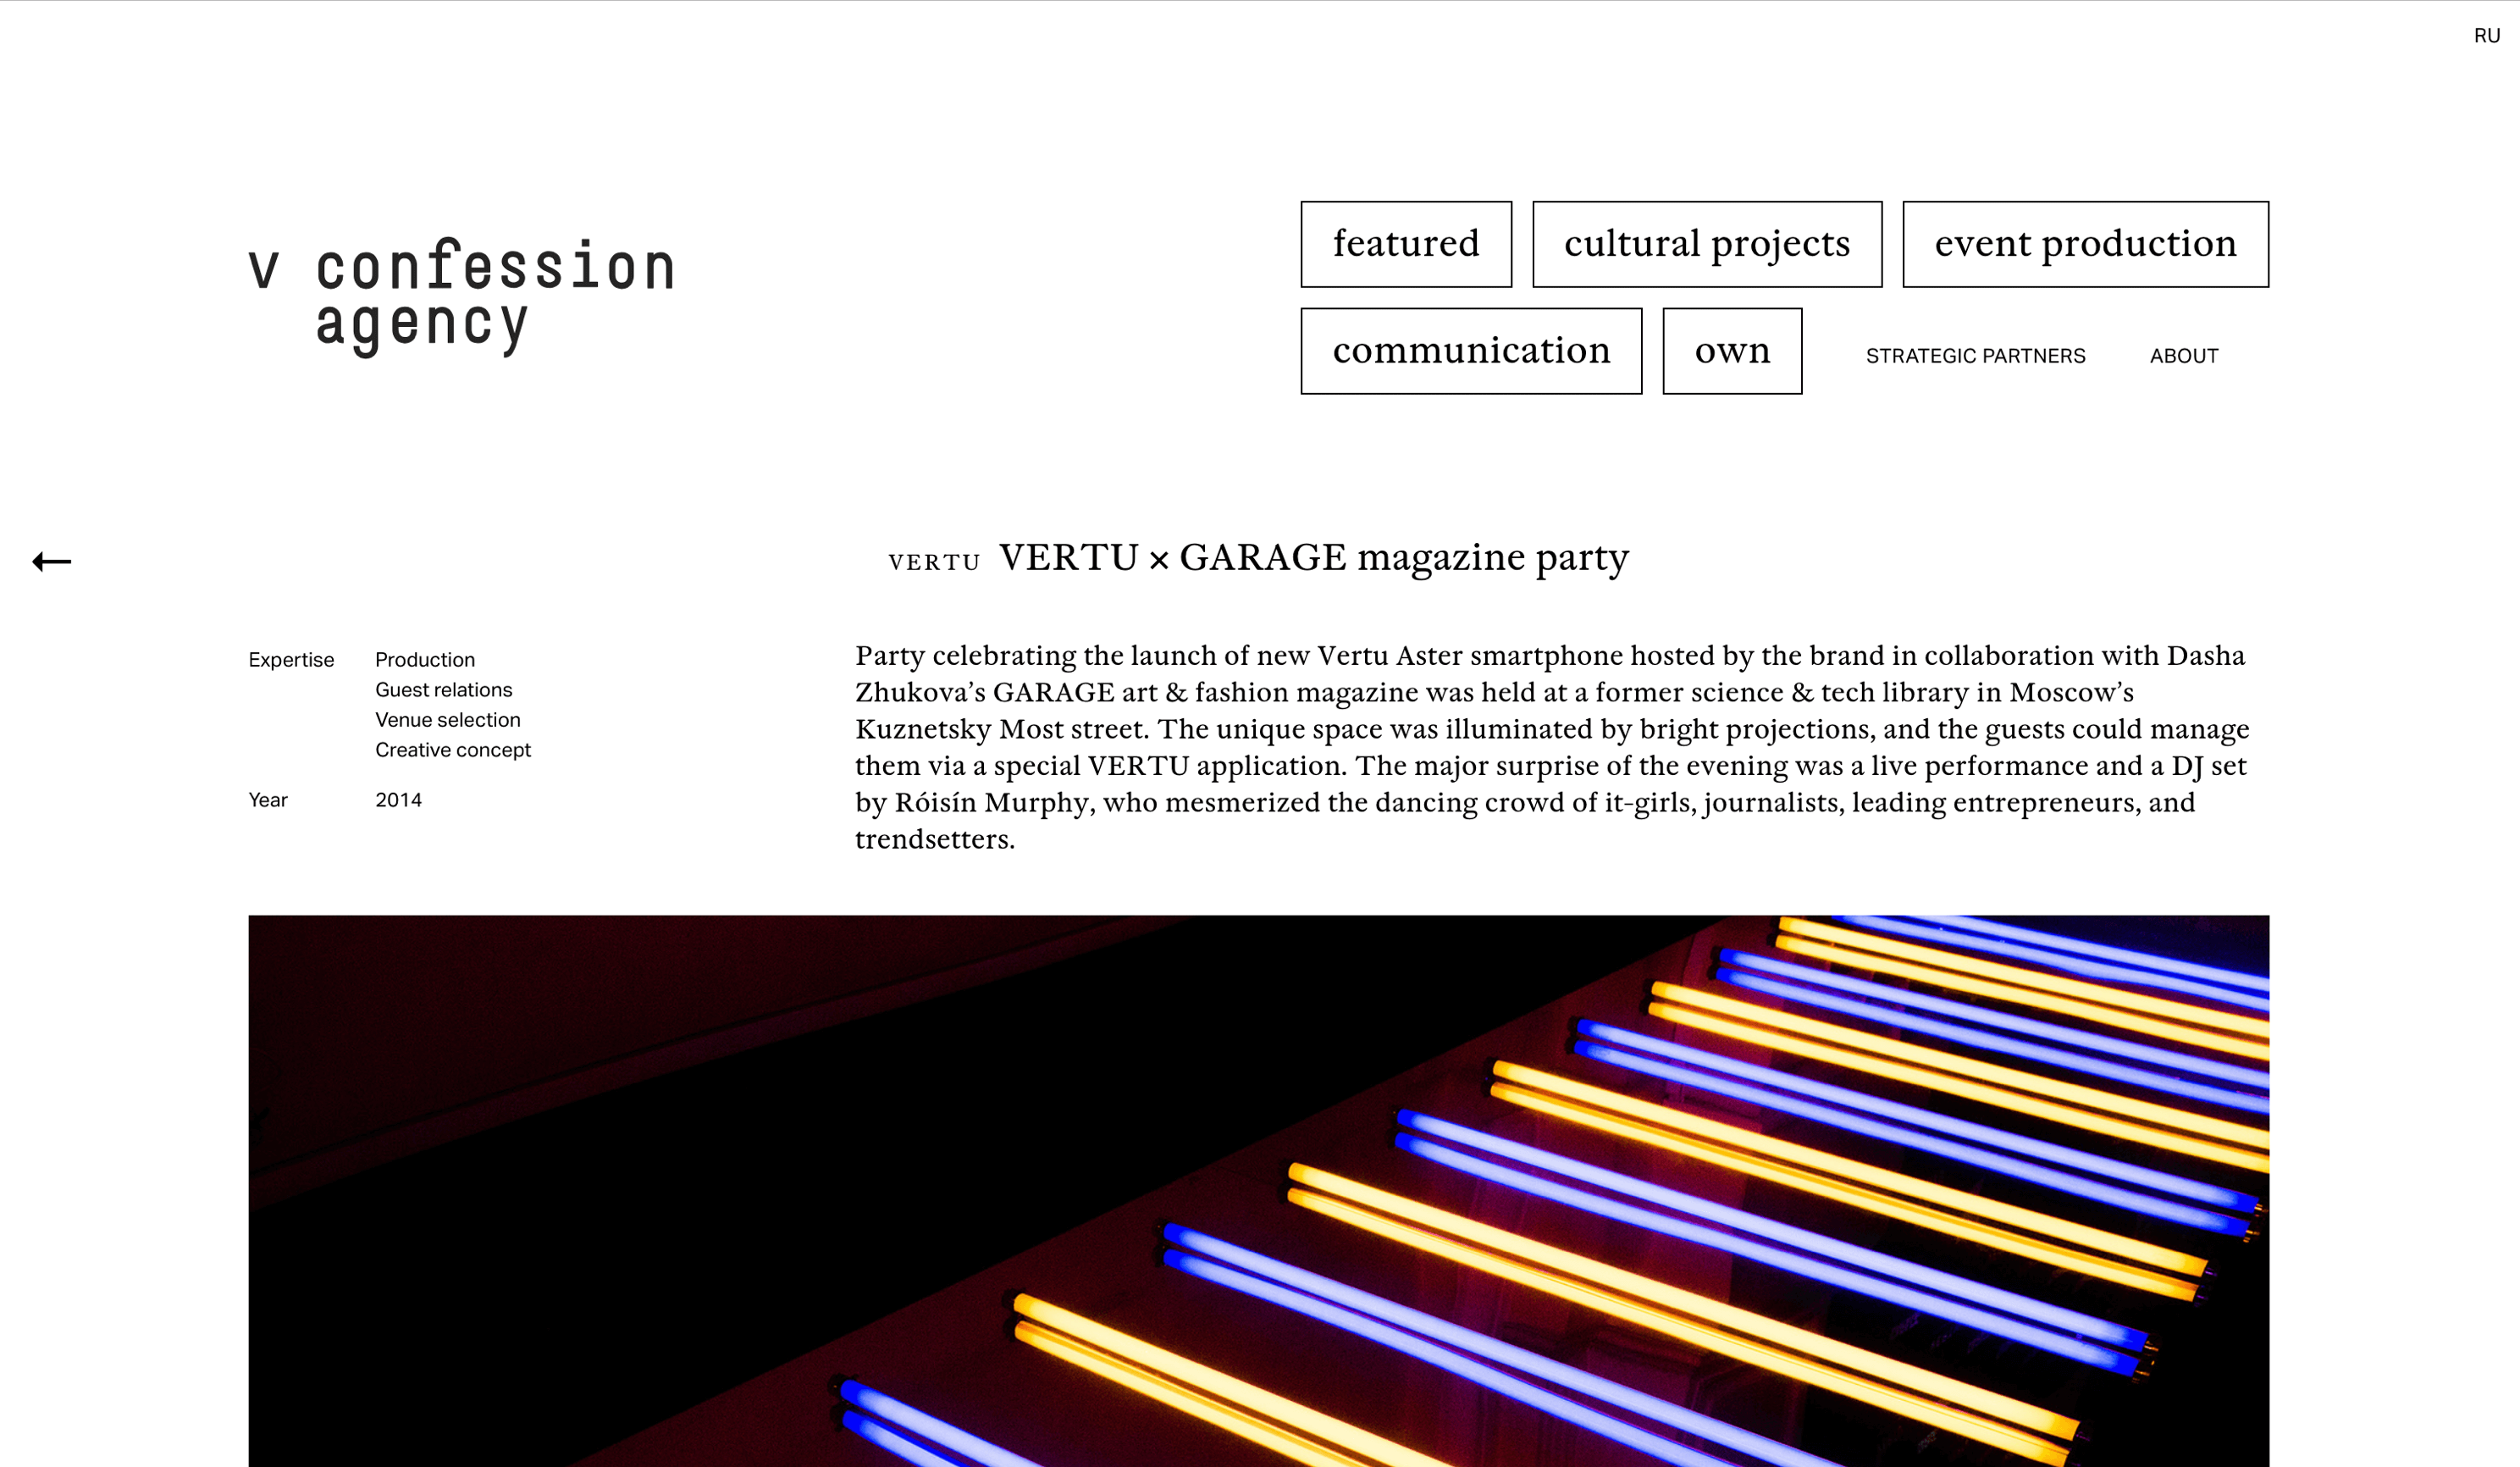 RU
v confession
agency
featured
cultural projects
event production
communication
own
STRATEGIC PARTNERS
ABOUT
VERTU VERTU × GARAGE magazine party
Expertise
Production
Guest relations
Venue selection
Creative concept
Year
2014
Party celebrating the launch of new Vertu Aster smartphone hosted by the brand in collaboration with Dasha
Zhukova’s GARAGE art & fashion magazine was held at a former science & tech library in Moscow’s
Kuznetsky Most street. The unique space was illuminated by bright projections, and the guests could manage
them via a special VERTU application. The major surprise of the evening was a live performance and a DJ set
by Róisín Murphy, who mesmerized the dancing crowd of it-girls, journalists, leading entrepreneurs, and
trendsetters.